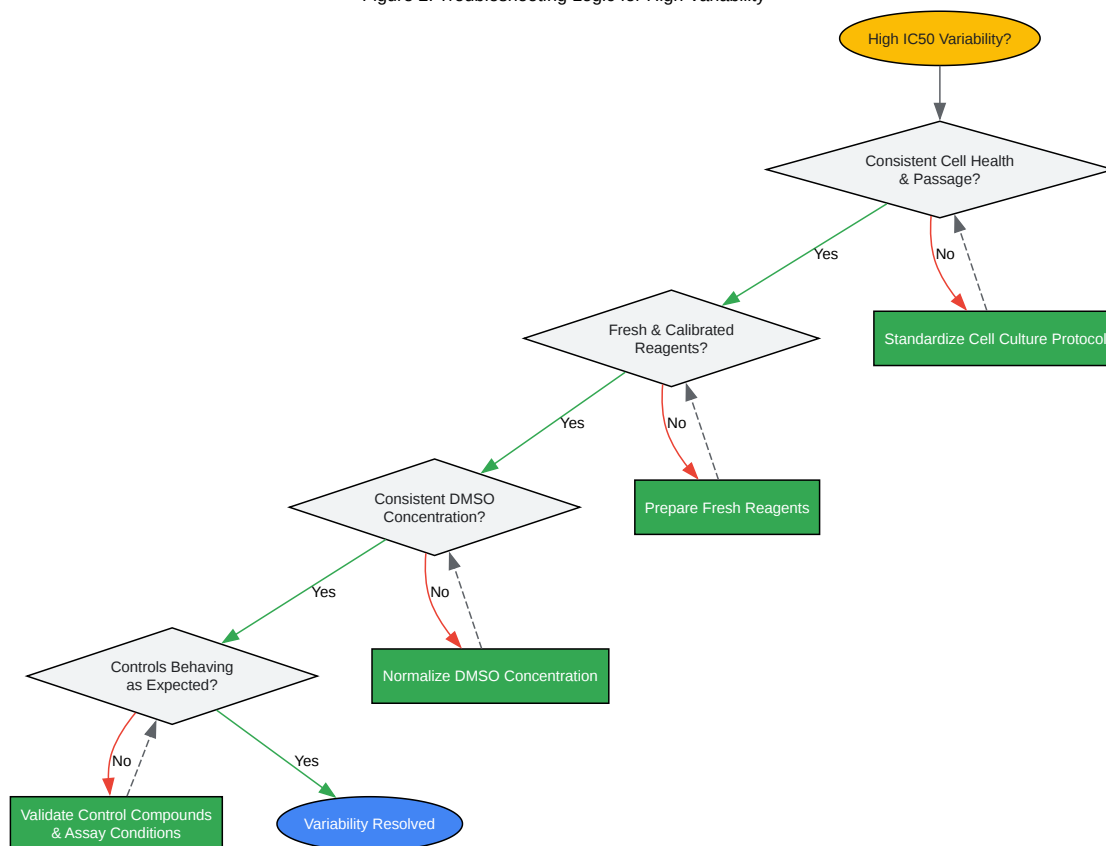 High IC50 Variability?
Consistent Cell Health
& Passage?
Yes
No
Fresh & Calibrated
Reagents?
Standardize Cell Culture Protocol
Yes
No
Consistent DMSO
Concentration?
Prepare Fresh Reagents
Yes
No
Controls Behaving
as Expected?
Normalize DMSO Concentration
No
Yes
Validate Control Compounds
& Assay Conditions
Variability Resolved